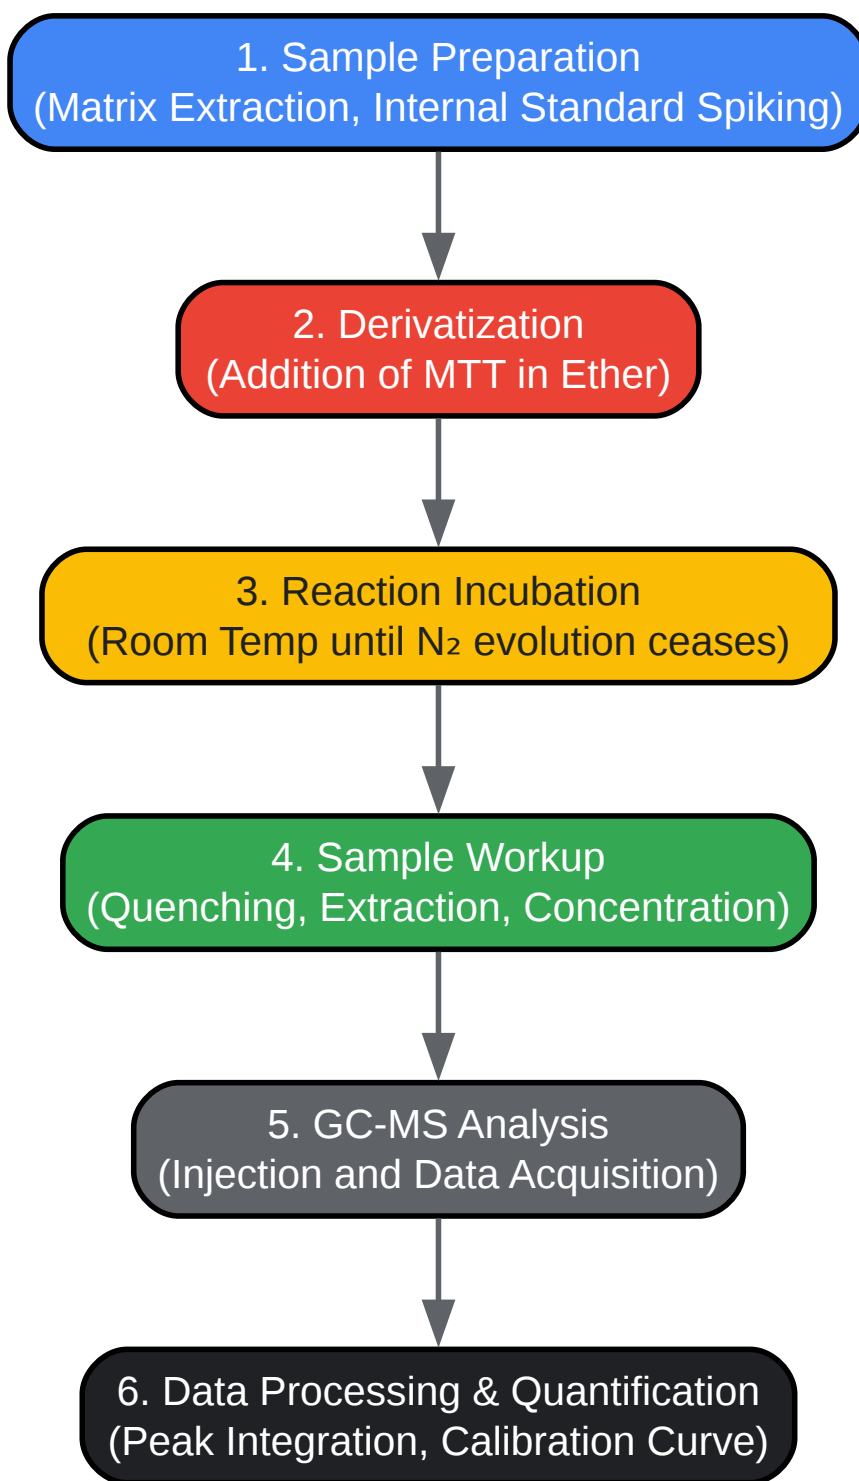 1. Sample Preparation
(Matrix Extraction, Internal Standard Spiking)
2. Derivatization
(Addition of MTT in Ether)
3. Reaction Incubation
(Room Temp until N₂ evolution ceases)
4. Sample Workup
(Quenching, Extraction, Concentration)
5. GC-MS Analysis
(Injection and Data Acquisition)
6. Data Processing & Quantification
(Peak Integration, Calibration Curve)